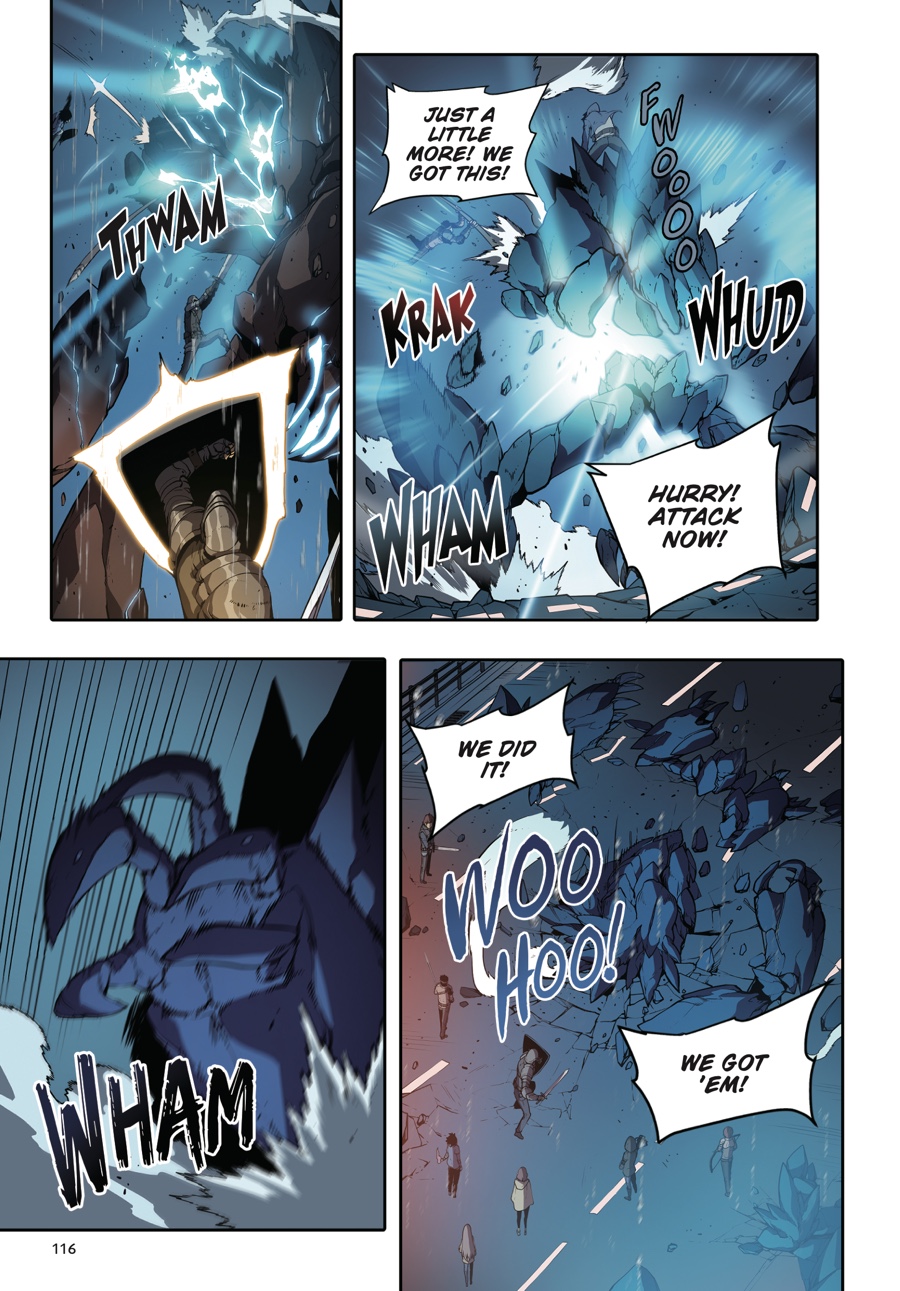 THWAM
JUST A
LITTLE
MORE! WE
GOT THIS!
FWOOOO
KRAK
WHUD
WHAM
HURRY!
ATTACK
NOW!
WHAM
WE DID
IT!
WOO
HOO!
WE GOT
'EM!
116